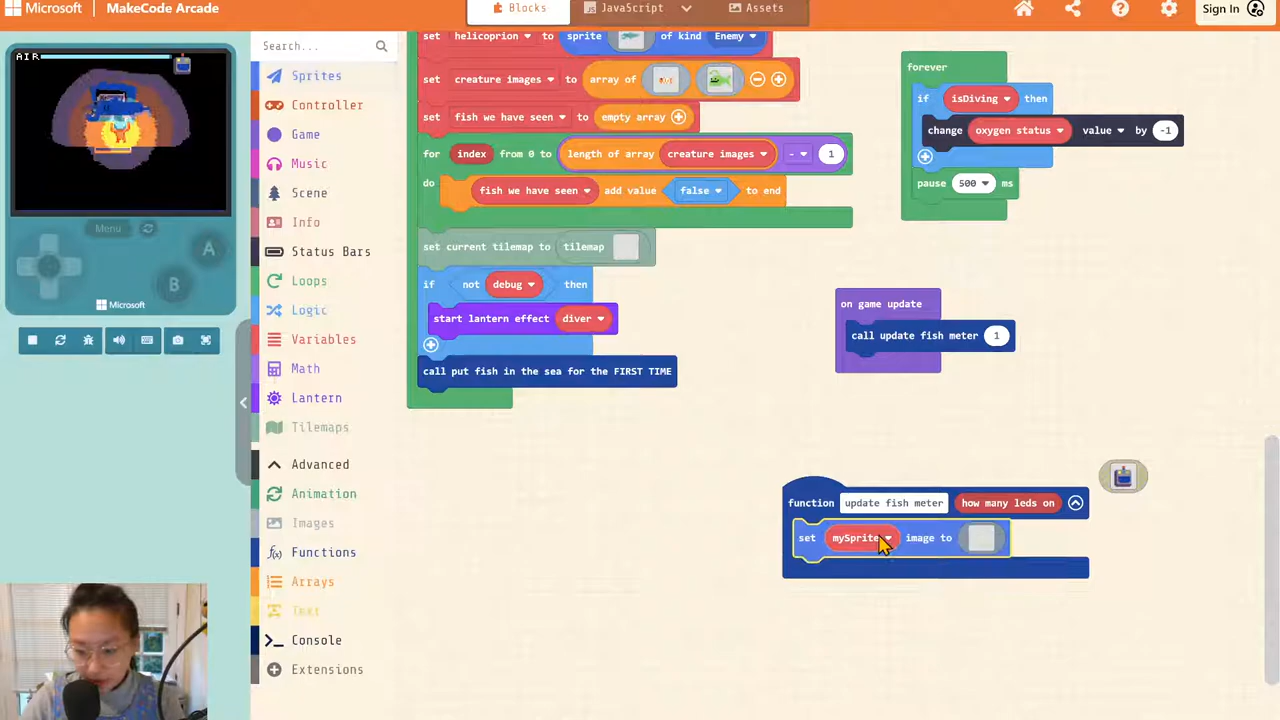 Microsoft
MakeCode Arcade
Blocks
JavaScript
Assets
Sign In
AIR
Menu
A
B
Microsoft
Search...
Sprites
Controller
Game
Music
Scene
Info
Status Bars
Loops
Logic
Variables
Math
Lantern
Tilemaps
Advanced
Animation
Images
Functions
Arrays
Text
Console
Extensions
set helicoprion to sprite of kind Enemy
set creature images to array of
set fish we have seen to empty array
for index from 0 to length of array creature images - 1
do fish we have seen add value false to end
set current tilemap to tilemap
if not debug then
start lantern effect diver
call put fish in the sea for the FIRST TIME
forever
if isDiving then
change oxygen status value by -1
pause 500 ms
on game update
call update fish meter 1
function update fish meter how many leds on
set mySprite image to